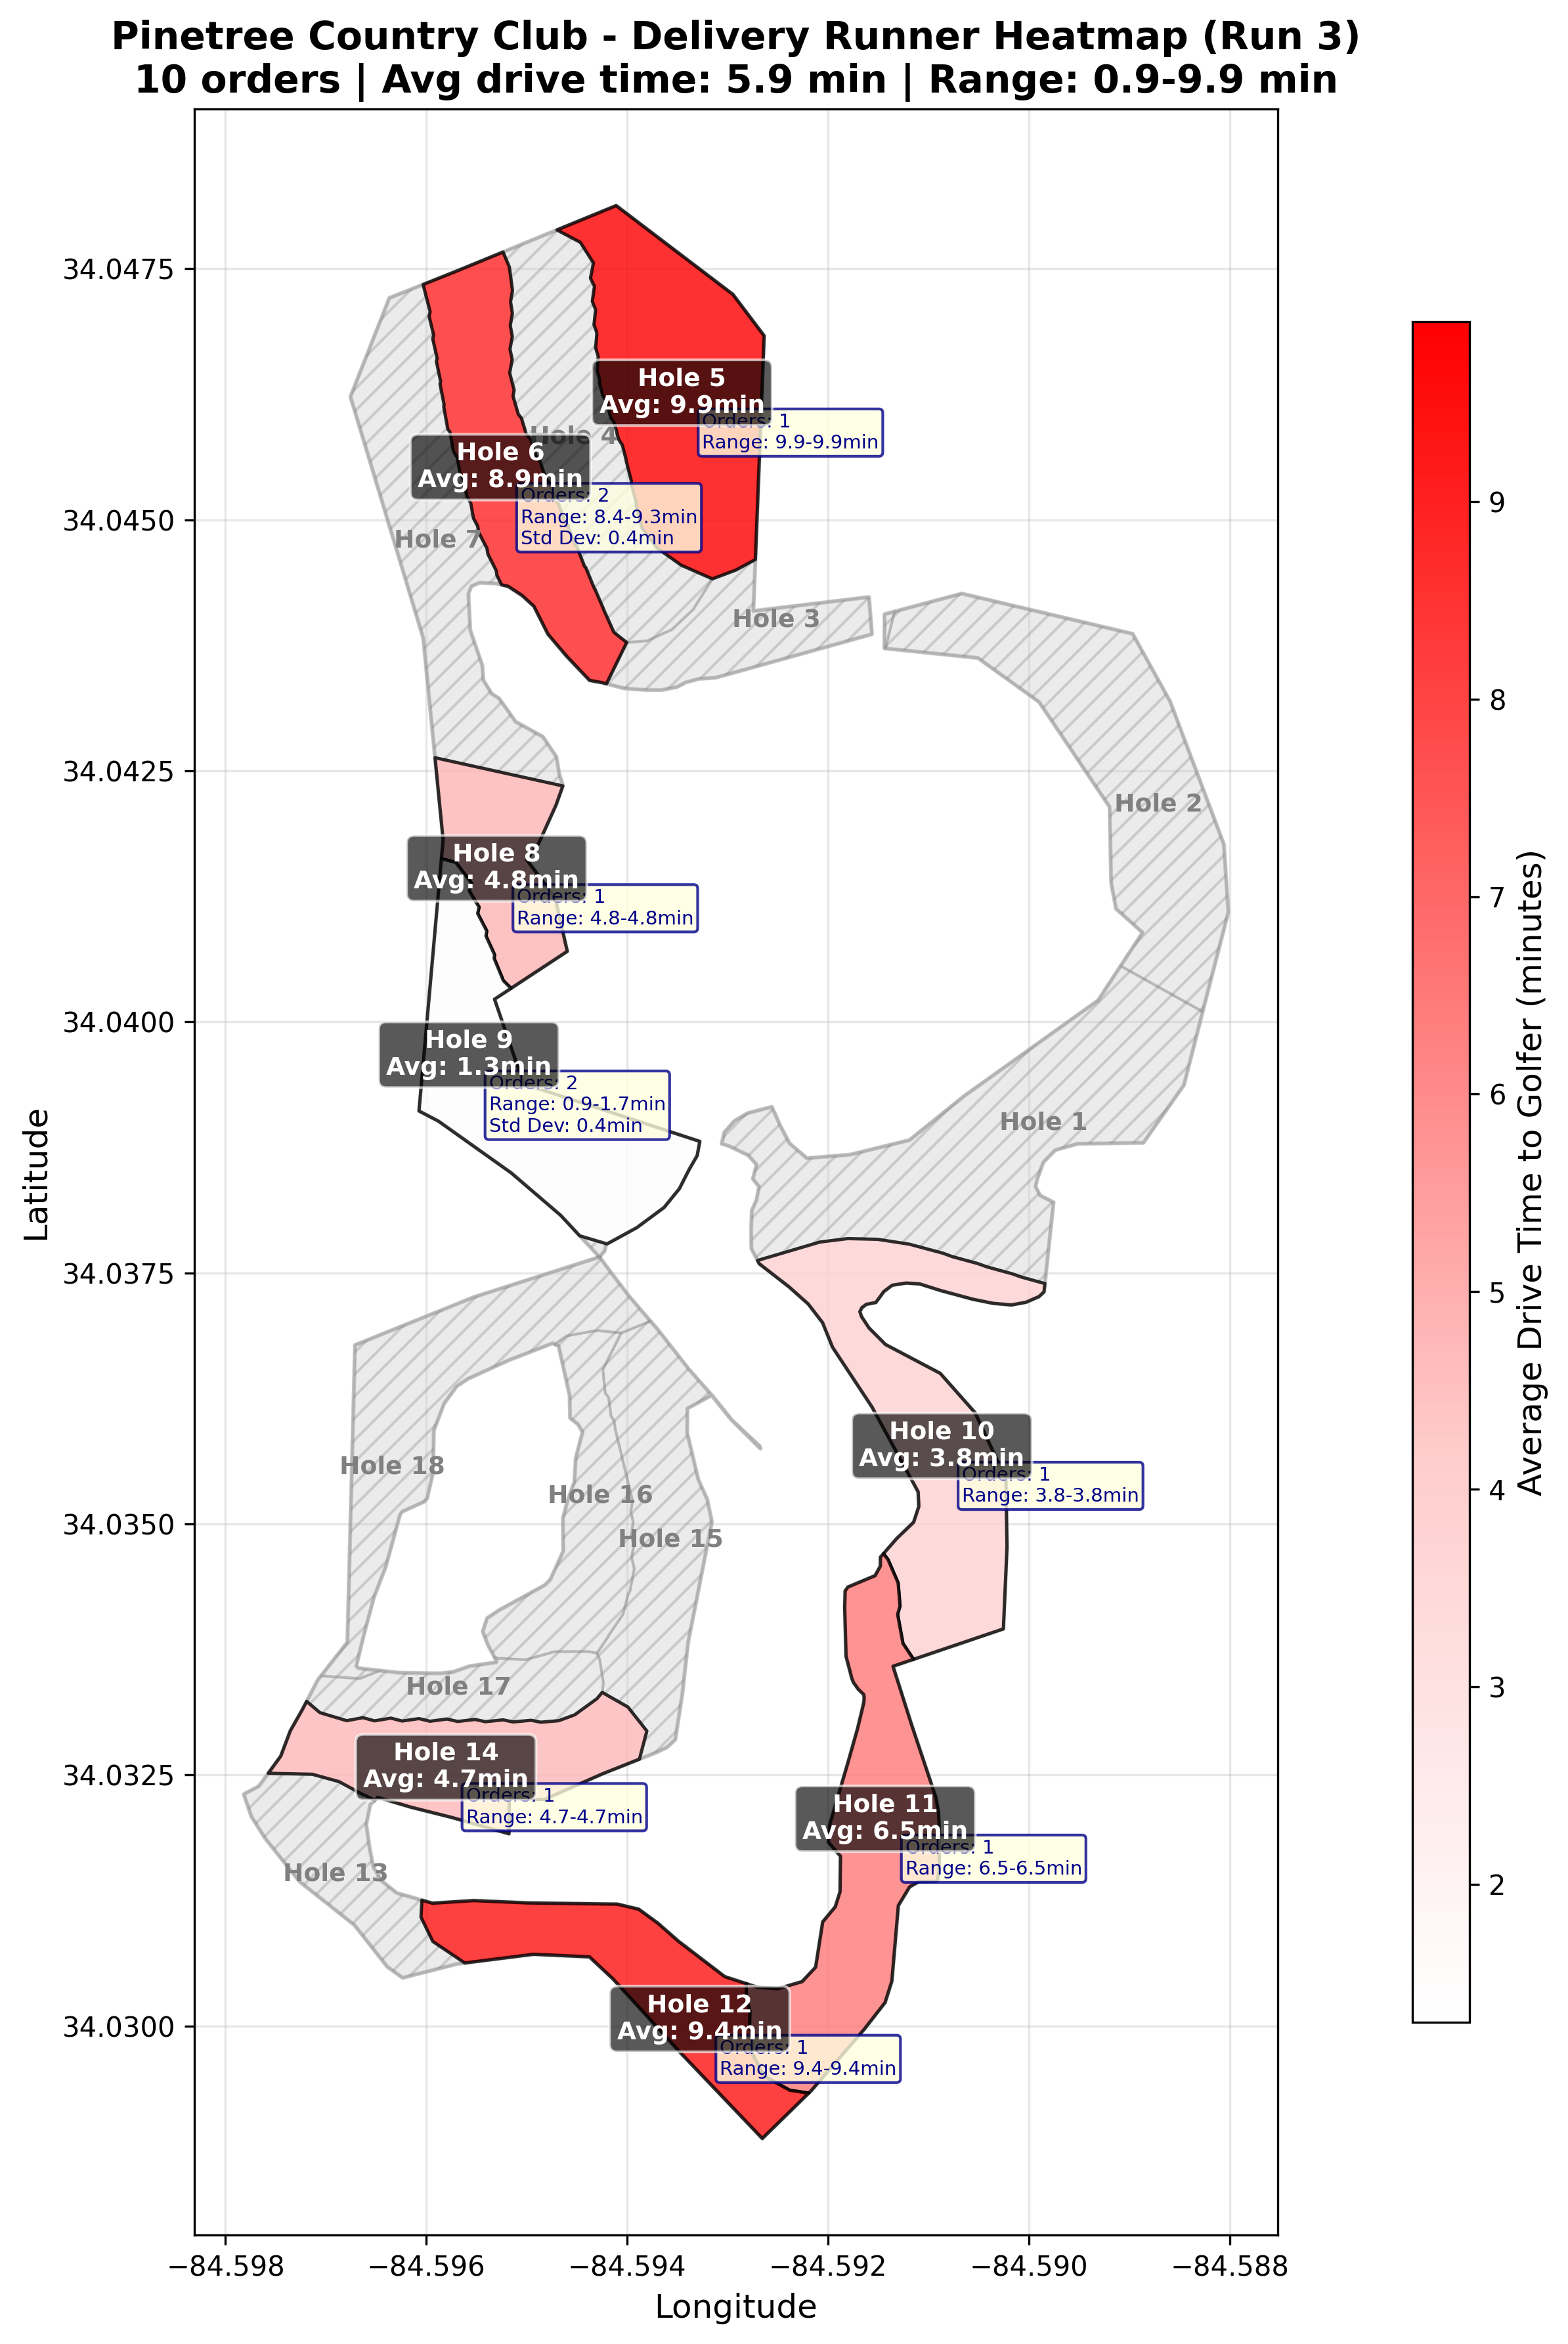 Pinetree Country Club - Delivery Runner Heatmap (Run 3)
10 orders | Avg drive time: 5.9 min | Range: 0.9-9.9 min
Hole 5
Avg: 9.9min
Orders: 1
Range: 9.9-9.9min
Hole 4
Hole 6
Avg: 8.9min
Orders: 2
Range: 8.4-9.3min
Std Dev: 0.4min
Hole 7
Hole 3
Hole 2
Hole 8
Avg: 4.8min
Orders: 1
Range: 4.8-4.8min
Hole 9
Avg: 1.3min
Orders: 2
Range: 0.9-1.7min
Std Dev: 0.4min
Hole 1
Hole 10
Avg: 3.8min
Orders: 1
Range: 3.8-3.8min
Hole 18
Hole 16
Hole 15
Hole 17
Hole 14
Avg: 4.7min
Orders: 1
Range: 4.7-4.7min
Hole 11
Avg: 6.5min
Orders: 1
Range: 6.5-6.5min
Hole 13
Hole 12
Avg: 9.4min
Orders: 1
Range: 9.4-9.4min
34.0475
34.0450
34.0425
34.0400
34.0375
34.0350
34.0325
34.0300
Latitude
−84.598
−84.596
−84.594
−84.592
−84.590
−84.588
Longitude
9
8
7
6
5
4
3
2
Average Drive Time to Golfer (minutes)